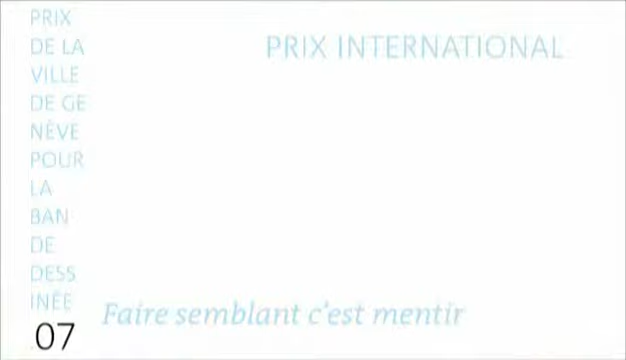 PRIX
DE LA
VILLE
DE GE
NÈVE
POUR
LA
BAN
DE
DESS
INÉE
07
PRIX INTERNATIONAL
Faire semblant c'est mentir